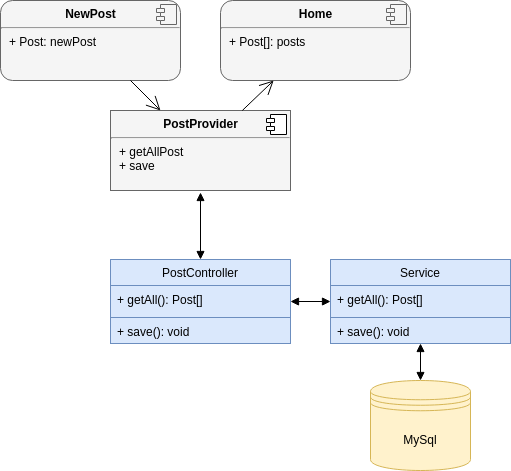 NewPost
+ Post: newPost
Home
+ Post[]: posts
PostProvider
+ getAllPost
+ save
PostController
+ getAll(): Post[]
+ save(): void
Service
+ getAll(): Post[]
+ save(): void
MySql